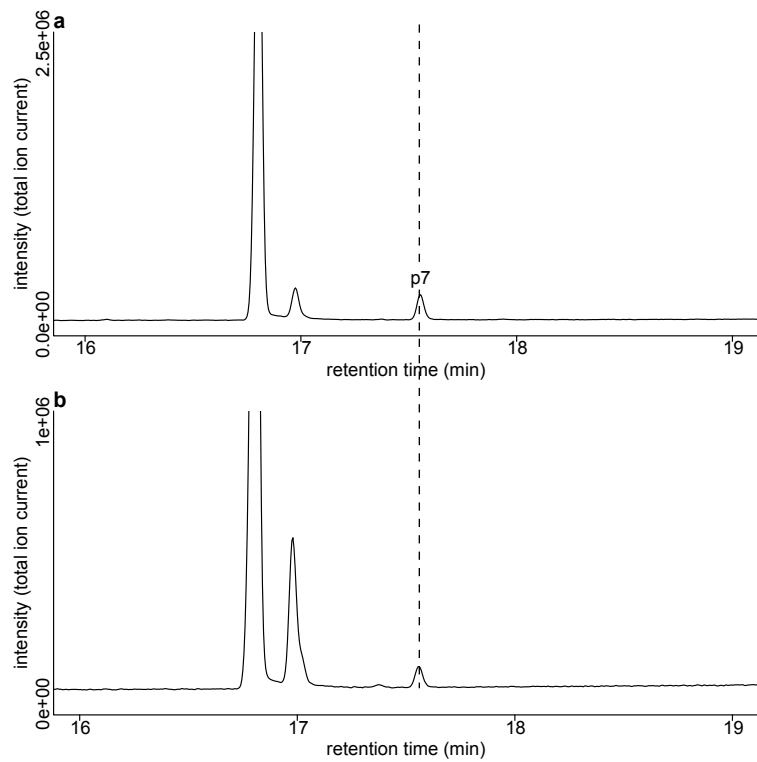 a
2.5e+06
intensity (total ion current)
p7
0.0e+00
16 17 18 19
retention time (min)
b
1e+06
intensity (total ion current)
0e+00
16 17 18 19
retention time (min)